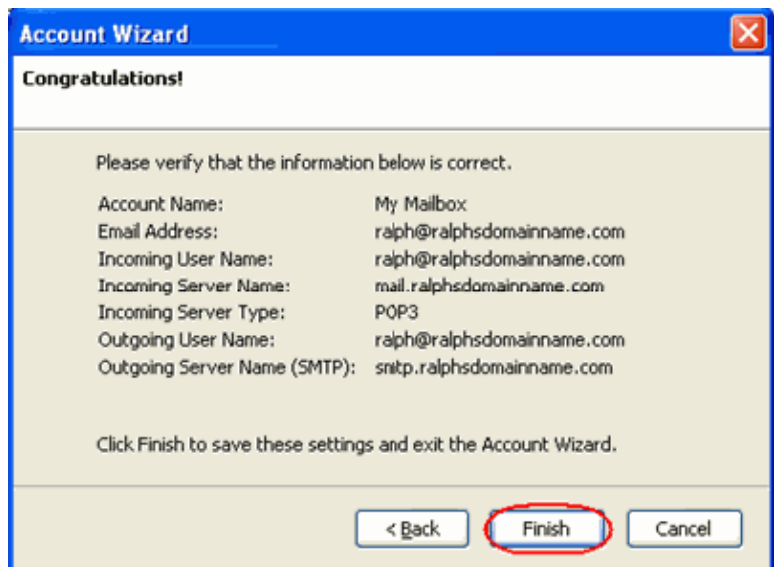 Account Wizard
Congratulations!
Please verify that the information below is correct.
Account Name: My Mailbox
Email Address: ralph@ralphsdomainname.com
Incoming User Name: ralph@ralphsdomainname.com
Incoming Server Name: mail.ralphsdomainname.com
Incoming Server Type: POP3
Outgoing User Name: ralph@ralphsdomainname.com
Outgoing Server Name (SMTP): smtp.ralphsdomainname.com
Click Finish to save these settings and exit the Account Wizard.
< Back Finish Cancel